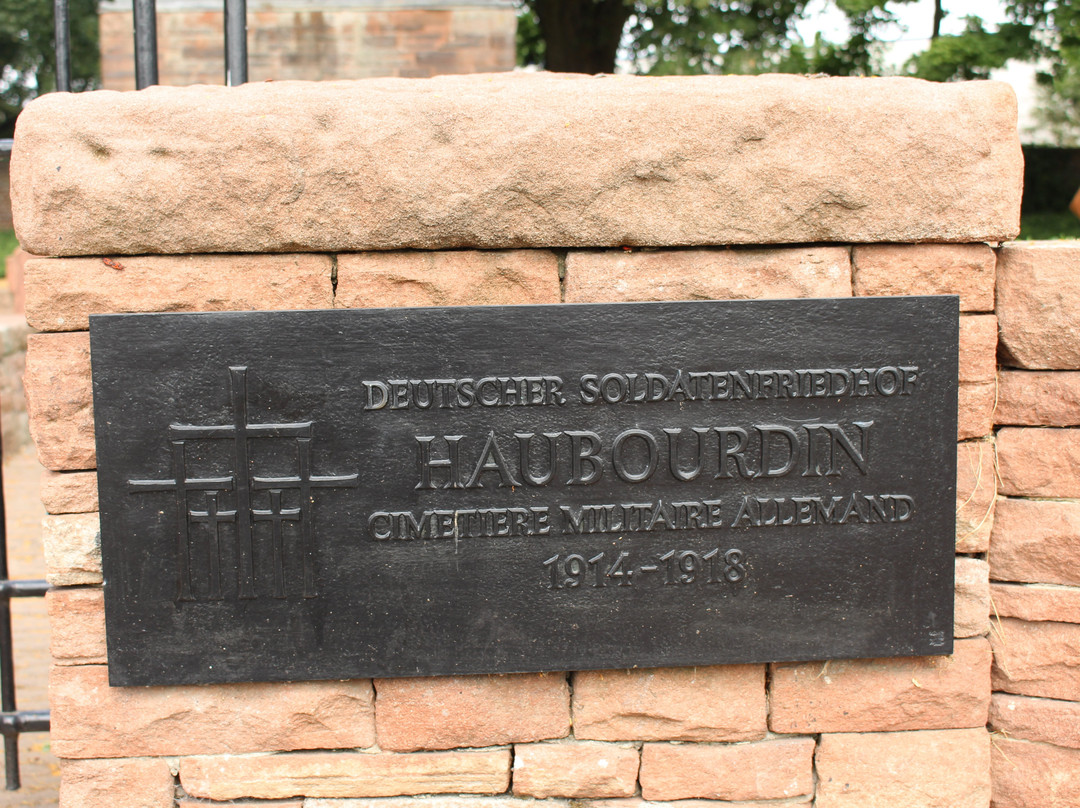 DEUTSCHER SOLDATENFRIEDHOF
HAUBOURDIN
CIMETIERE MILITAIRE ALLEMAND
1914-1918